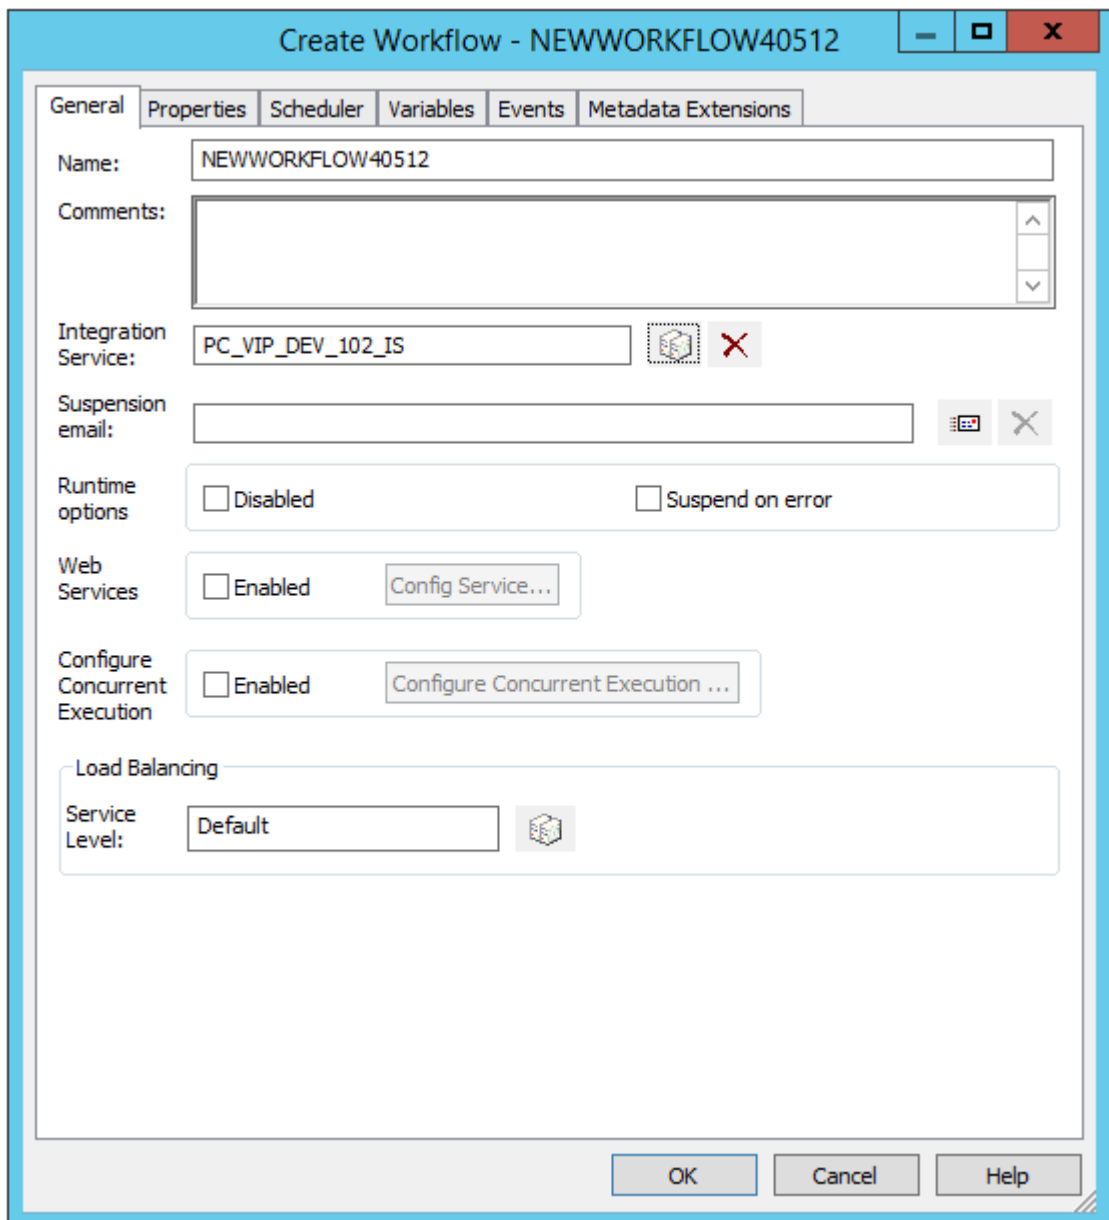 Create Workflow - NEWWORKFLOW40512
General Properties Scheduler Variables Events Metadata Extensions
Name: NEWWORKFLOW40512
Comments:
Integration
Service:
PC_VIP_DEV_102_IS
Suspension
email:
Runtime
options
Disabled Suspend on error
Web
Services
Enabled Config Service...
Configure
Concurrent
Execution
Enabled Configure Concurrent Execution ...
Load Balancing
Service
Level:
Default
OK Cancel Help